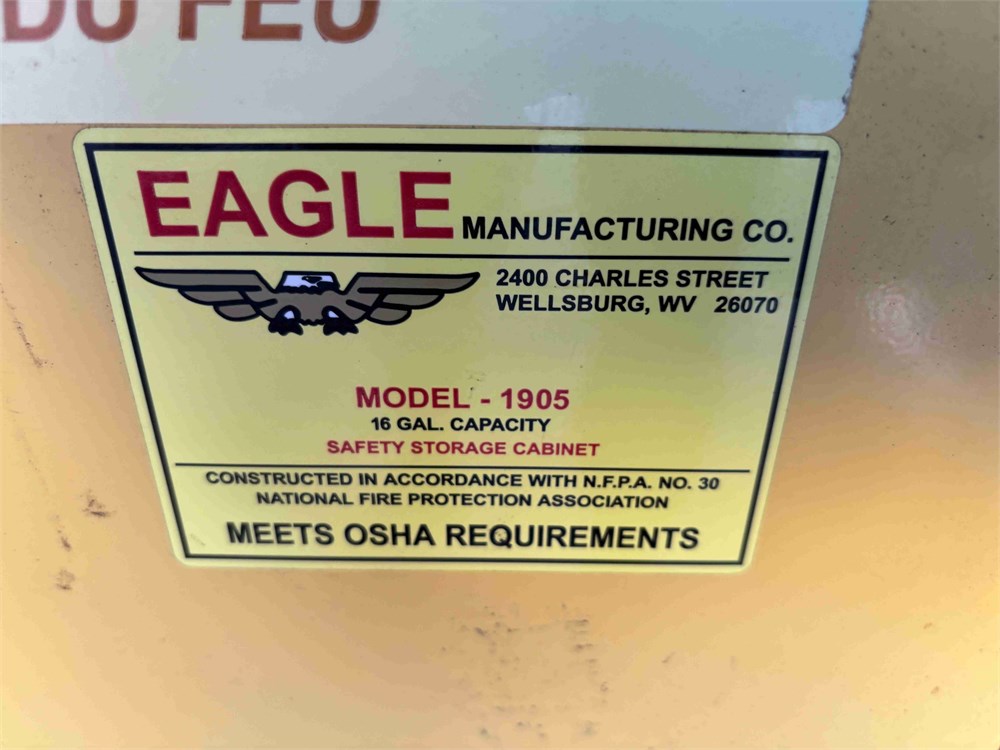 DU FEU
EAGLE MANUFACTURING CO.
2400 CHARLES STREET
WELLSBURG, WV 26070
MODEL - 1905
16 GAL. CAPACITY
SAFETY STORAGE CABINET
CONSTRUCTED IN ACCORDANCE WITH N.F.P.A. NO. 30
NATIONAL FIRE PROTECTION ASSOCIATION
MEETS OSHA REQUIREMENTS